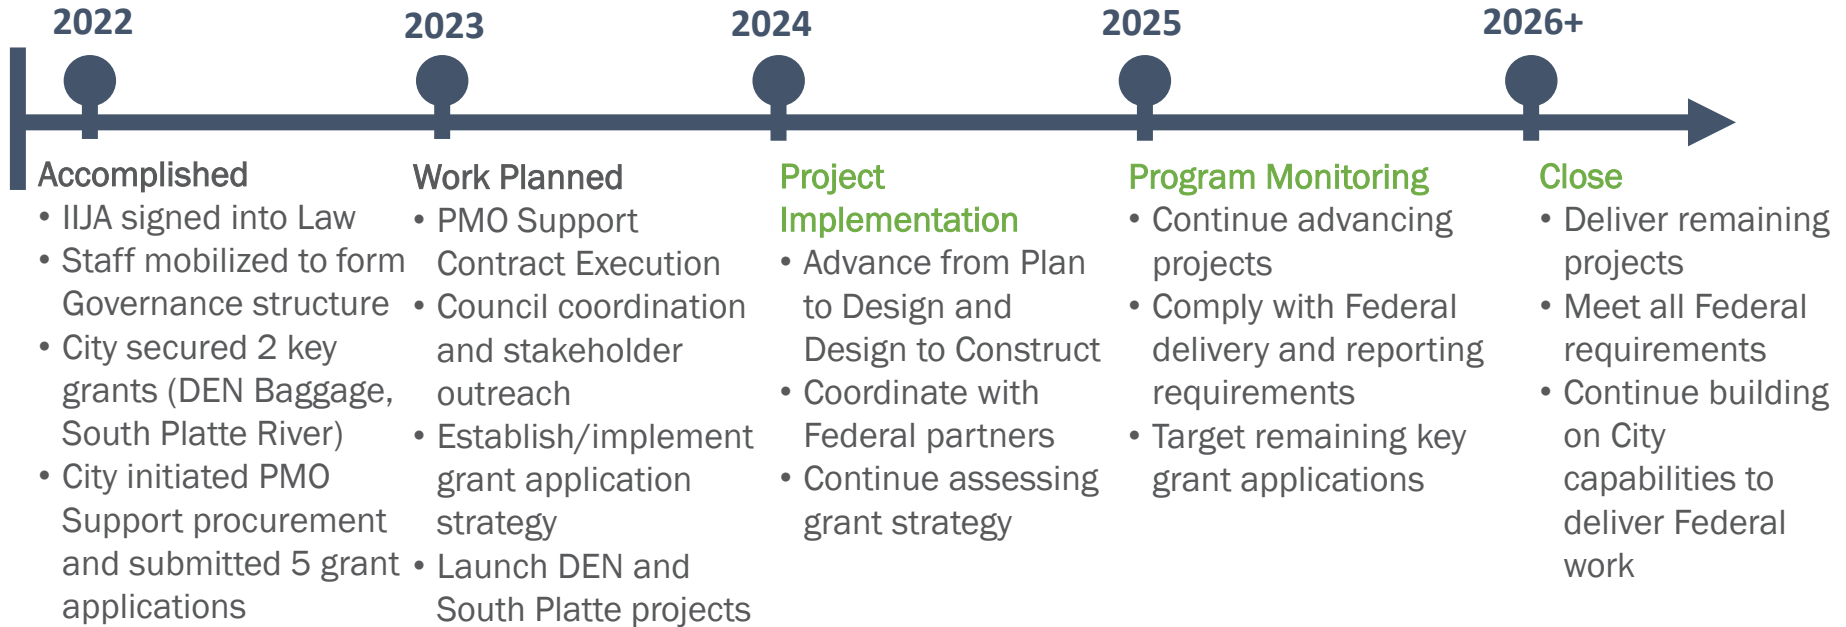 2022
2023
2024
2025
2026+
Accomplished
• IIJA signed into Law
• Staff mobilized to form
Governance structure
• City secured 2 key
grants (DEN Baggage,
South Platte River)
• City initiated PMO
Support procurement
and submitted 5 grant
applications
Work Planned
• PMO Support
Contract Execution
• Council coordination
and stakeholder
outreach
• Establish/implement
grant application
strategy
• Launch DEN and
South Platte projects
Project
Implementation
• Advance from Plan
to Design and
Design to Construct
• Coordinate with
Federal partners
• Continue assessing
grant strategy
Program Monitoring
• Continue advancing
projects
• Comply with Federal
delivery and reporting
requirements
• Target remaining key
grant applications
Close
• Deliver remaining
projects
• Meet all Federal
requirements
• Continue building
on City
capabilities to
deliver Federal
work